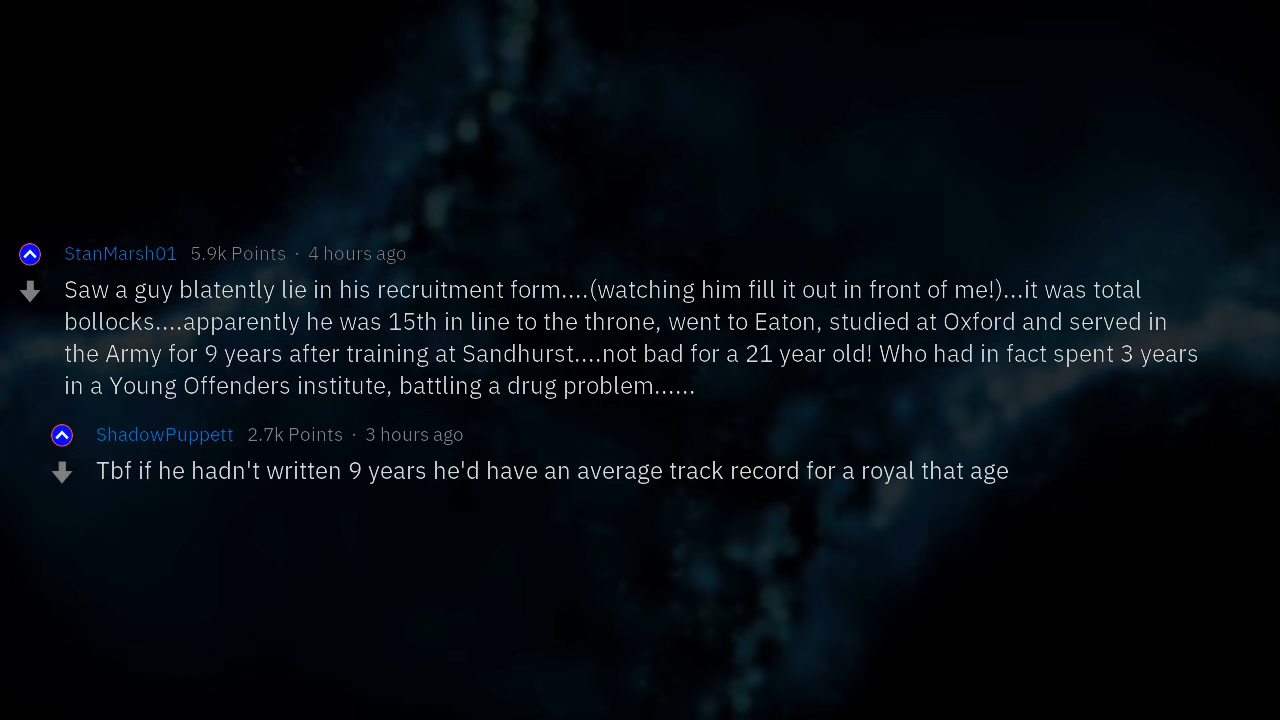 StanMarsh01 5.9k Points · 4 hours ago
Saw a guy blatently lie in his recruitment form....(watching him fill it out in front of me!)...it was total
bollocks....apparently he was 15th in line to the throne, went to Eaton, studied at Oxford and served in
the Army for 9 years after training at Sandhurst....not bad for a 21 year old! Who had in fact spent 3 years
in a Young Offenders institute, battling a drug problem......
ShadowPuppett 2.7k Points · 3 hours ago
Tbf if he hadn't written 9 years he'd have an average track record for a royal that age